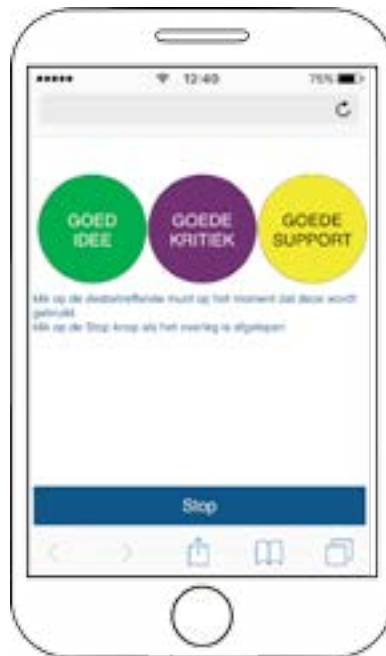 12:40
75%
GOED
IDEE
GOEDE
KRITIEK
GOEDE
SUPPORT
klik op de desbetreffende munt op het moment dat deze wordt
gebruikt
klik op de Stop knop als het overleg is afgelopen
Stop